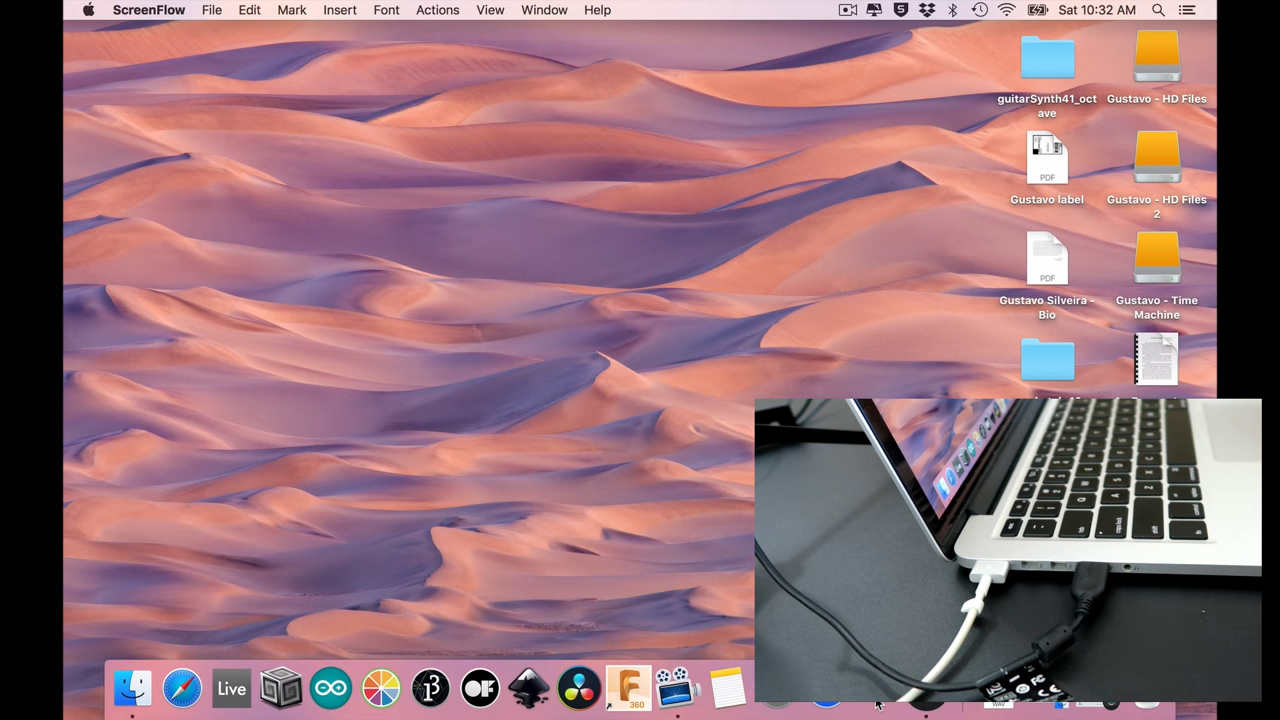 ScreenFlow File Edit Mark Insert Font Actions View Window Help Sat 10:32 AM
guitarSynth41_oct
ave
Gustavo - HD Files
PDF
Gustavo label
Gustavo - HD Files
2
PDF
Gustavo Silveira -
Bio
Gustavo - Time
Machine
Live
OF
F
360